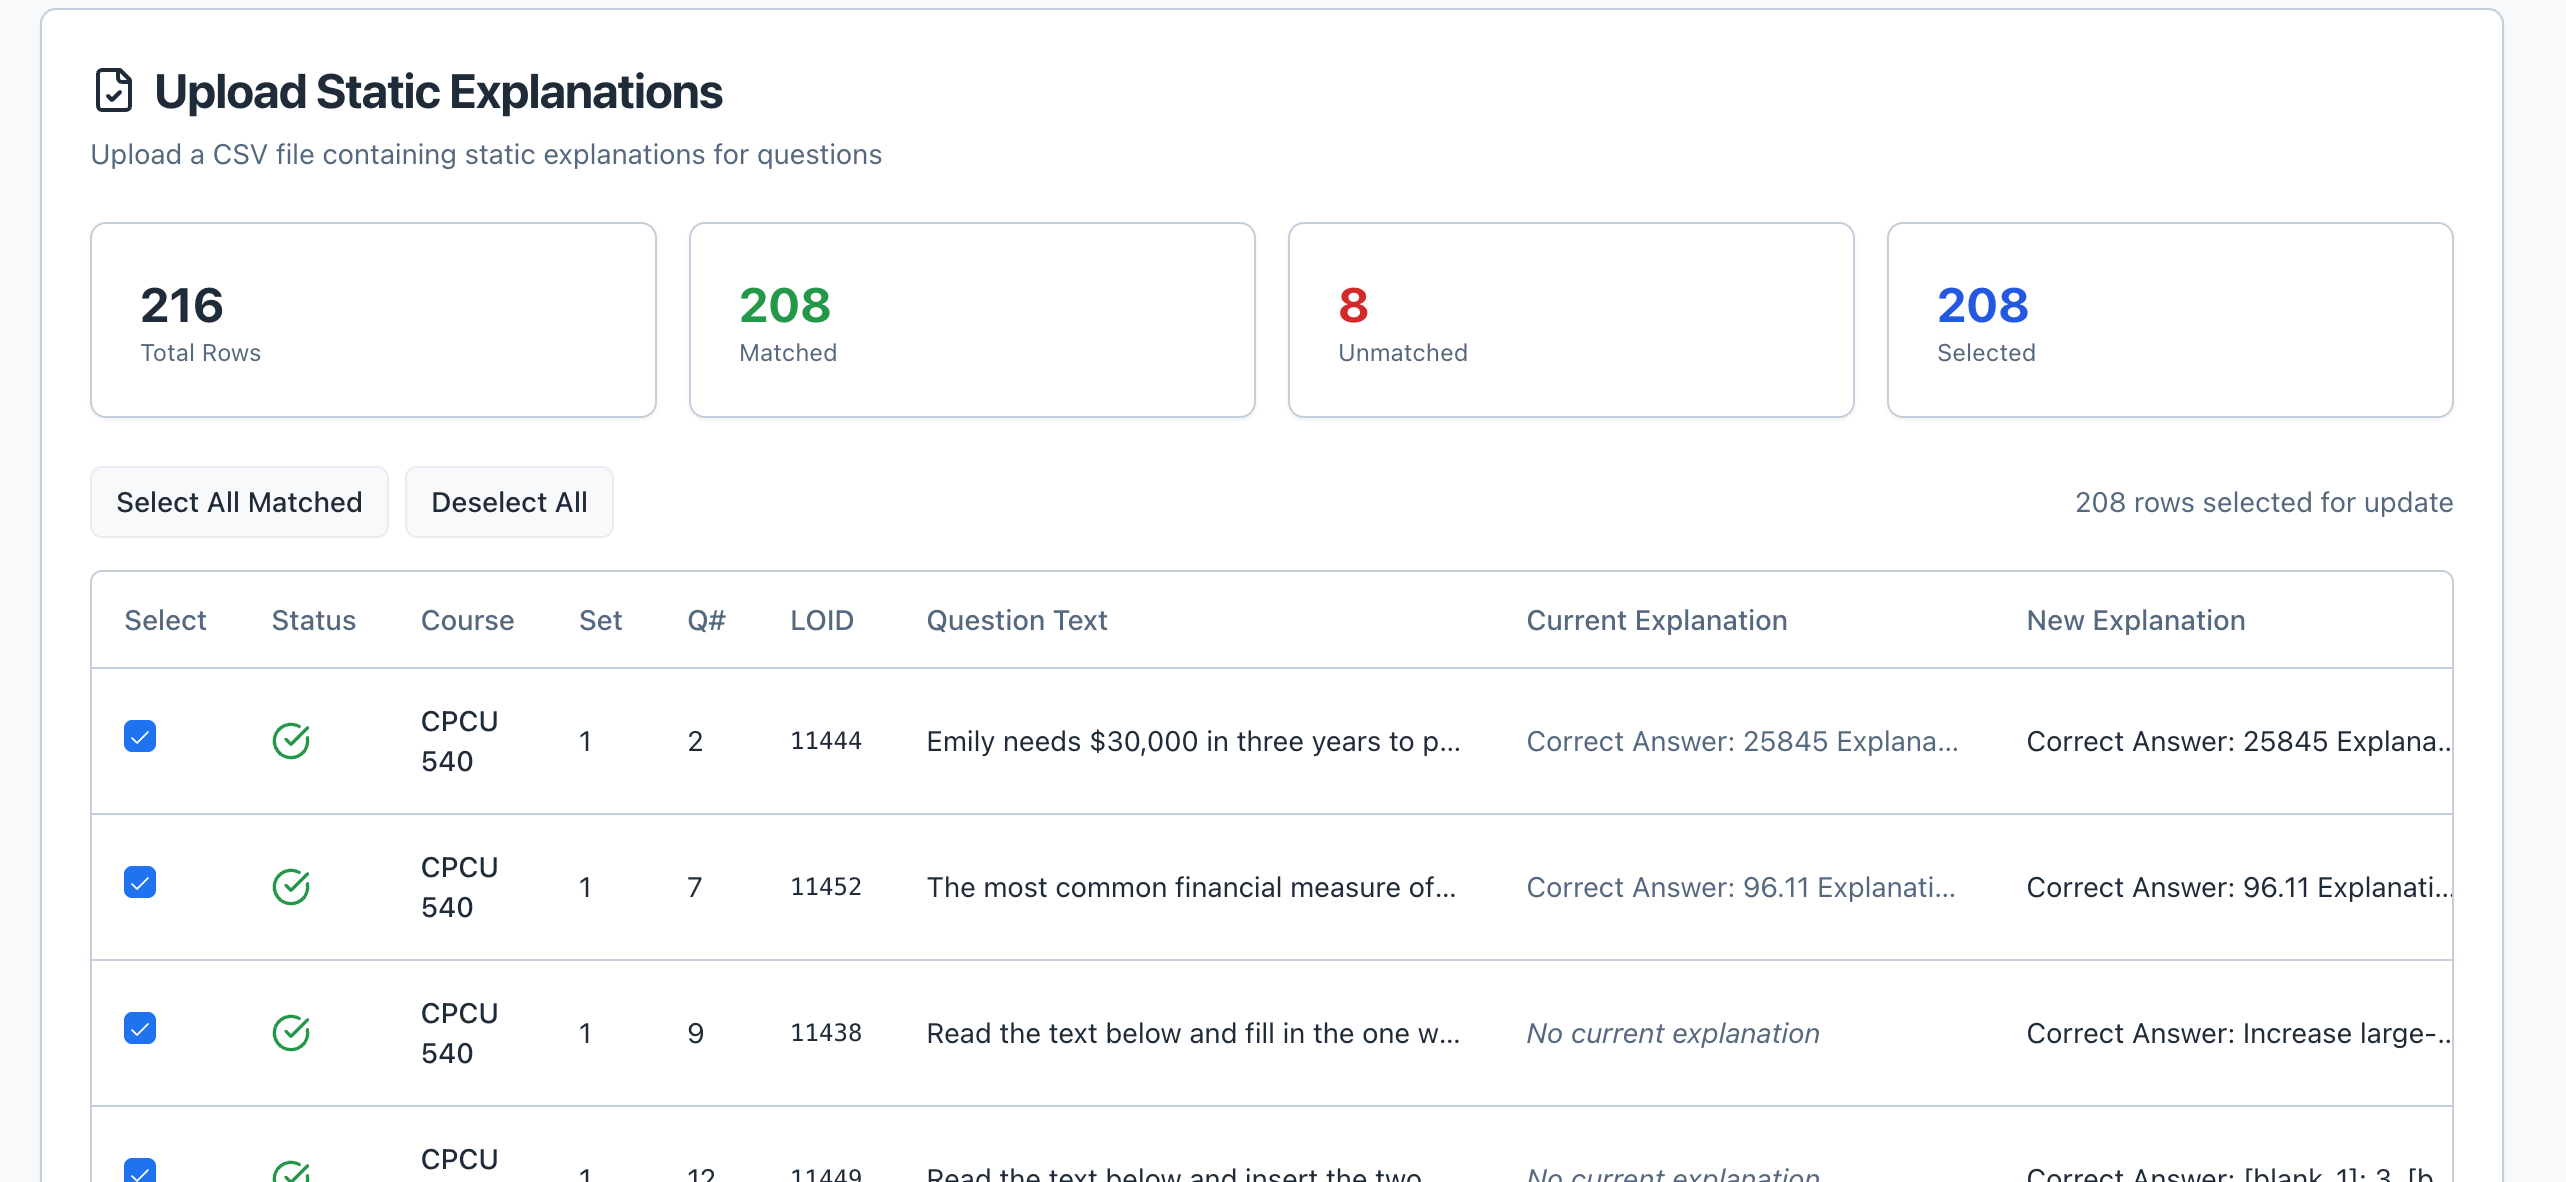 Upload Static Explanations
Upload a CSV file containing static explanations for questions
216
Total Rows
208
Matched
8
Unmatched
208
Selected
Select All Matched
Deselect All
208 rows selected for update
Select Status Course Set Q# LOID Question Text Current Explanation New Explanation
CPCU
540
1 2 11444 Emily needs $30,000 in three years to p... Correct Answer: 25845 Explana... Correct Answer: 25845 Explana...
CPCU
540
1 7 11452 The most common financial measure of... Correct Answer: 96.11 Explanati... Correct Answer: 96.11 Explanati...
CPCU
540
1 9 11438 Read the text below and fill in the one w... No current explanation Correct Answer: Increase large-...
CPCU
1 12 11449 Read the text below and insert the two No current explanation Correct Answer: [blank_1]: 3, [b